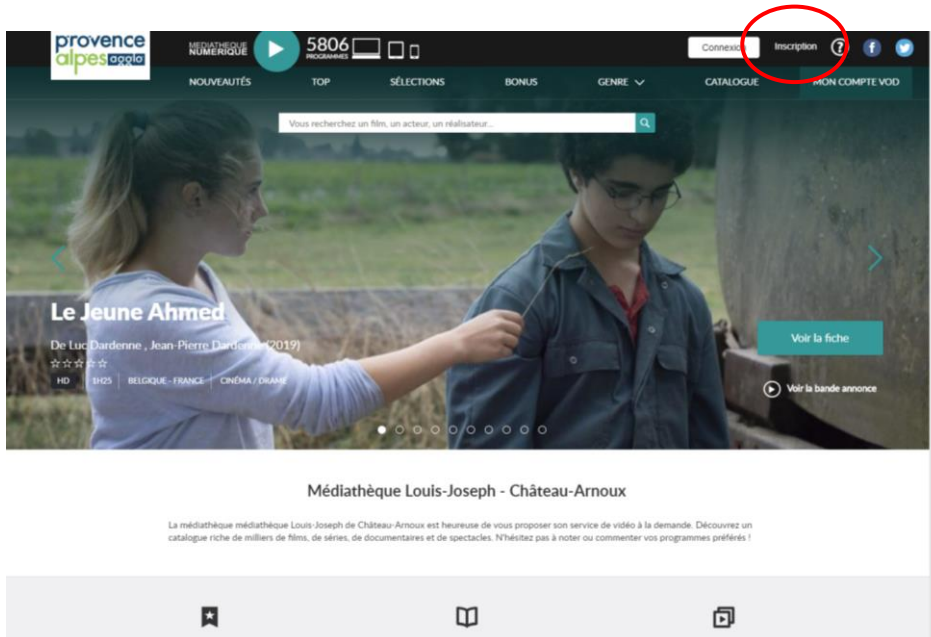 provence
alpes agglo
MEDIATHEQUE
NUMERIQUE
5806
PROGRAMMES
Connexion
Inscription
?
f
NOUVEAUTÉS
TOP
SÉLECTIONS
BONUS
GENRE
CATALOGUE
MON COMPTE VOD
Vous recherchez un film, un acteur, un réalisateur...
Le Jeune Ahmed
De Luc Dardenne , Jean-Pierre Dardenne (2019)
HD 1H25 BELGIQUE - FRANCE CINÉMA / DRAME
Voir la fiche
Voir la bande annonce
Médiathèque Louis-Joseph - Château-Arnoux
La médiathèque médiathèque Louis-Joseph de Château-Arnoux est heureuse de vous proposer son service de vidéo à la demande. Découvrez un
catalogue riche de milliers de films, de séries, de documentaires et de spectacles. N'hésitez pas à noter ou commenter vos programmes préférés !